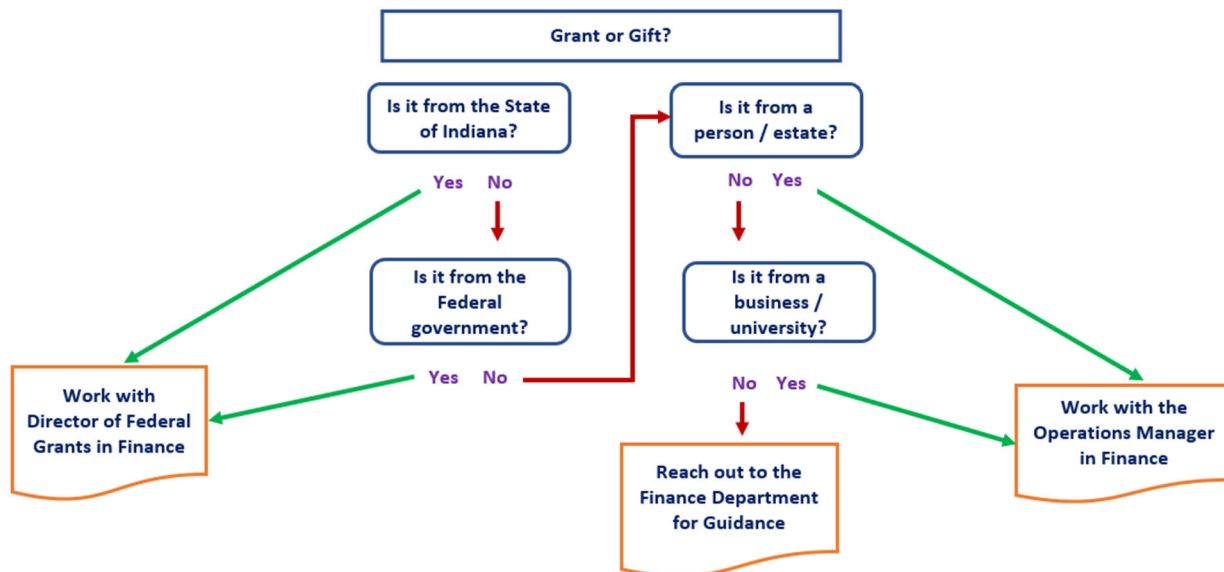 Grant or Gift?
Is it from the State
of Indiana?
Yes No
Is it from the
Federal
government?
Yes No
Work with
Director of Federal
Grants in Finance
Is it from a
person / estate?
No Yes
Is it from a
business /
university?
No Yes
Reach out to the
Finance Department
for Guidance
Work with the
Operations Manager
in Finance